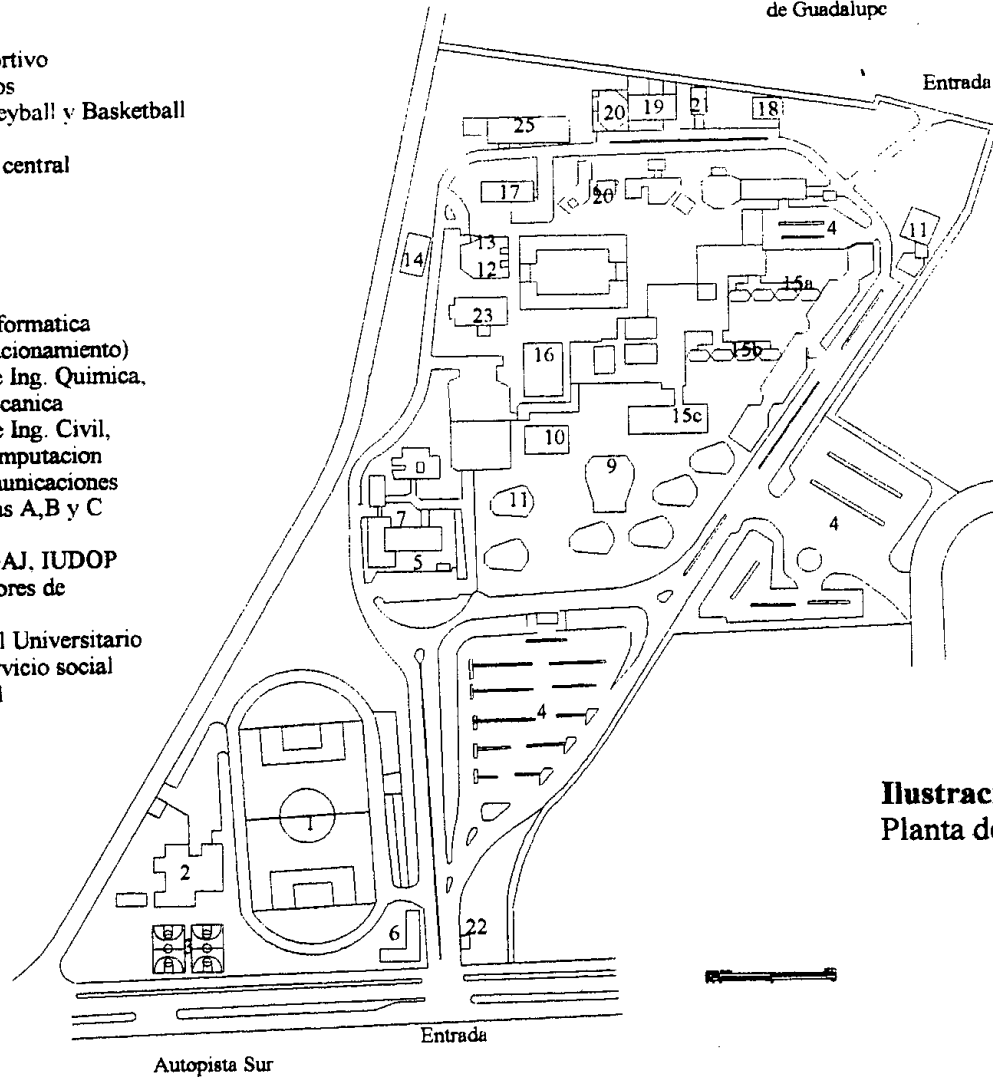 de Guadalupe
Entrada
rtivo
os
eyball y Basketball
central
formatica
acionamiento)
e Ing. Quimica,
canica
e Ing. Civil,
mputacion
unicaciones
as A,B y C
AJ, IUDOP
ores de
l Universitario
rvicio social
l
20
19
21
18
25
17
20
4
11
13
12
14
15a
23
16
15b
15c
10
9
11
7
4
5
4
1
2
3
6
22
Ilustrac
Planta de
Entrada
Autopista Sur